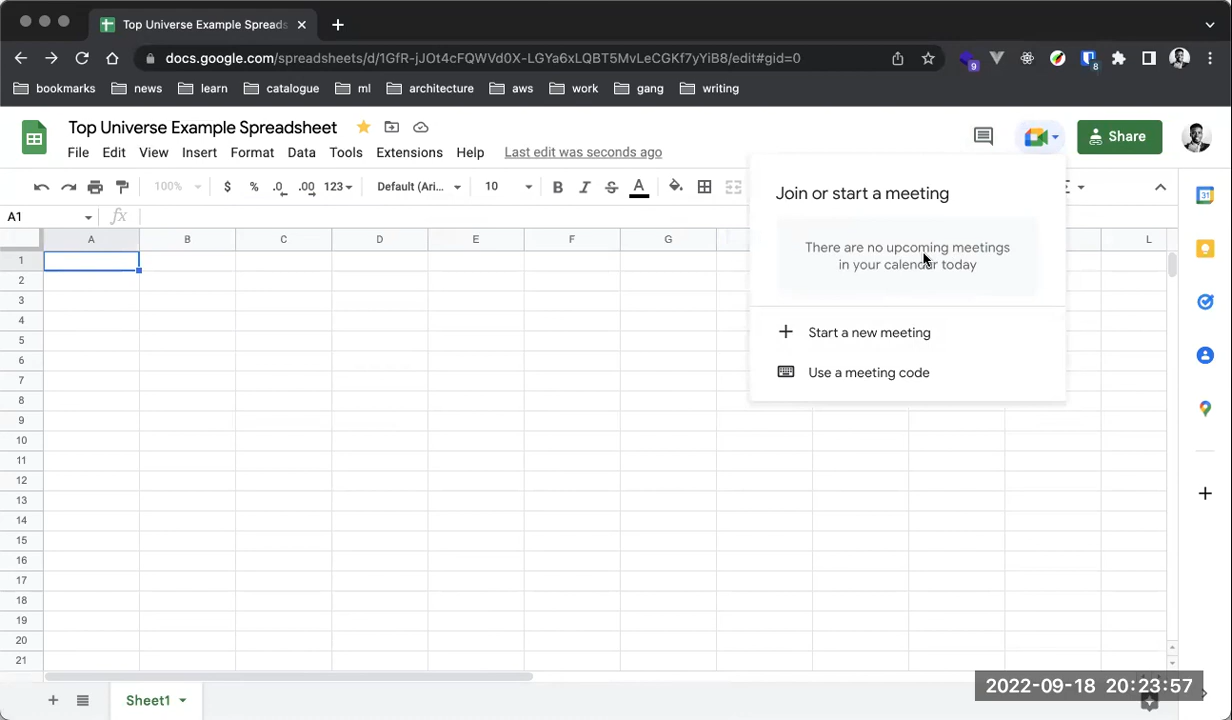 Top Universe Example Spreads
docs.google.com/spreadsheets/d/1GfR-jJOt4cFQWVd0X-LGYa6xLQBT5MvLeCGKf7yYiB8/edit#gid=0
9
8
bookmarks news learn catalogue ml architecture aws work gang writing
Top Universe Example Spreadsheet
Share
File Edit View Insert Format Data Tools Extensions Help Last edit was seconds ago
100% $ % .0 .00 123 Default (Ari... 10 B I S A Σ
31
A1 fx
Join or start a meeting
There are no upcoming meetings
in your calendar today
Start a new meeting
Use a meeting code
A B C D E F G L
1
2
3
4
5
6
7
8
9
10
11
12
13
14
15
16
17
18
19
20
21
Sheet1
2022-09-18 20:23:57